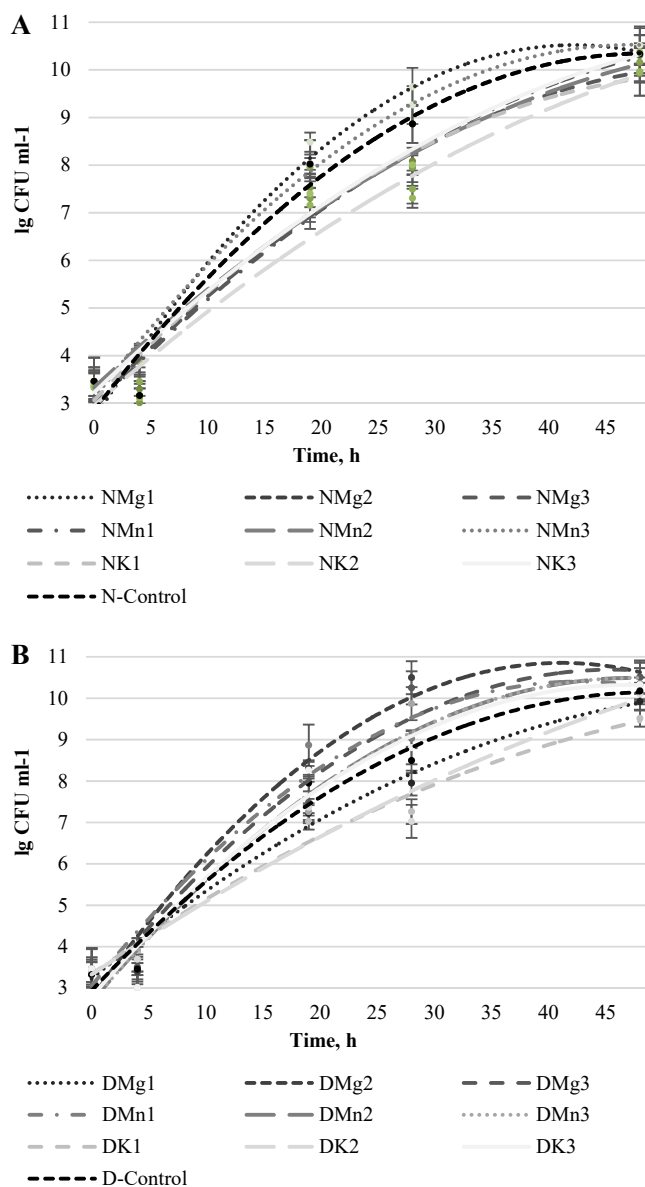 A
11
10
9
8
7
6
5
4
3
lg CFU ml-1
0 5 10 15 20 25 30 35 40 45
Time, h
NMg1 NMg2 NMg3
NMn1 NMn2 NMn3
NK1 NK2 NK3
N-Control
B
11
10
9
8
7
6
5
4
3
lg CFU ml-1
0 5 10 15 20 25 30 35 40 45
Time, h
DMg1 DMg2 DMg3
DMn1 DMn2 DMn3
DK1 DK2 DK3
D-Control